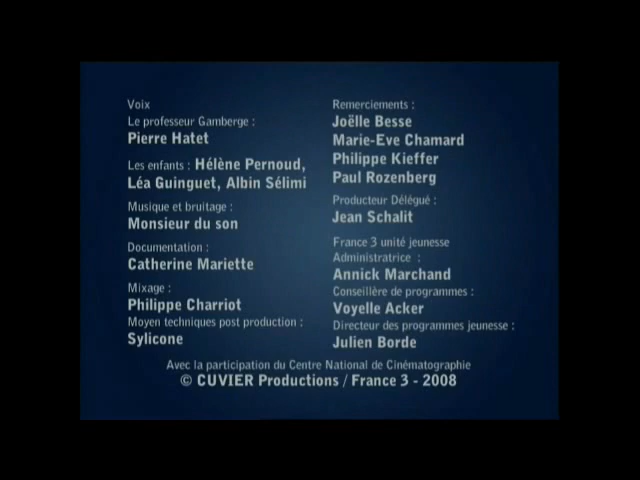 Voix
Le professeur Gamberge :
Pierre Hatet
Les enfants : Hélène Pernoud,
Léa Guinguet, Albin Sélimi
Musique et bruitage :
Monsieur du son
Documentation :
Catherine Mariette
Mixage :
Philippe Charriot
Moyen techniques post production :
Sylicone
Remerciements :
Joëlle Besse
Marie-Eve Chamard
Philippe Kieffer
Paul Rozenberg
Producteur Délégué :
Jean Schalit
France 3 unité jeunesse
Administratrice :
Annick Marchand
Conseillère de programmes :
Voyelle Acker
Directeur des programmes jeunesse :
Julien Borde
Avec la participation du Centre National de Cinématographie
© CUVIER Productions / France 3 - 2008